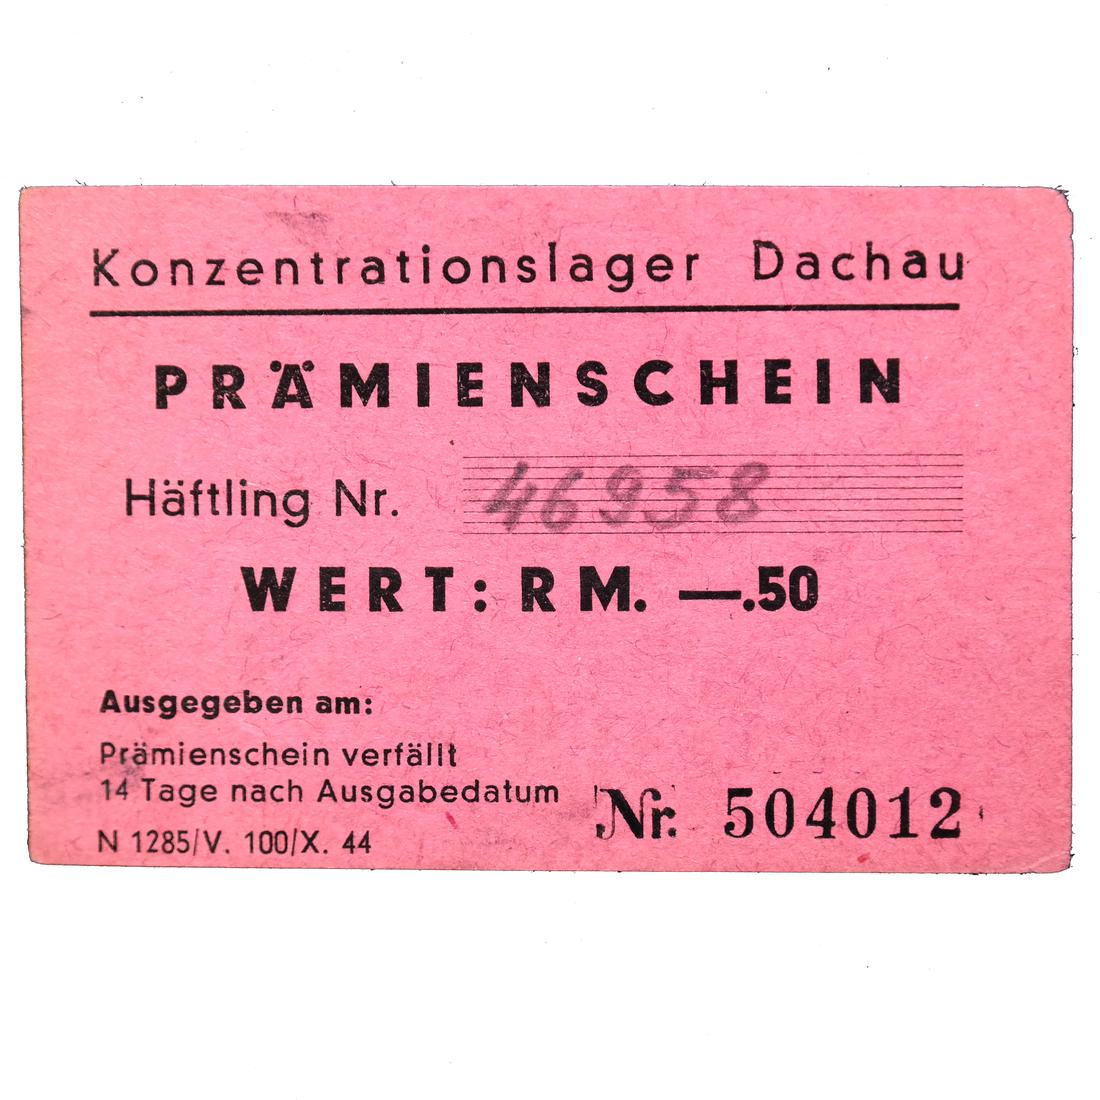 Konzentrationslager Dachau
PRÄMIENSCHEIN
Häftling Nr. 46958
WERT: RM. —.50
Ausgegeben am:
Prämienschein verfällt
14 Tage nach Ausgabedatum
N 1285/V. 100/X. 44
Nr. 504012